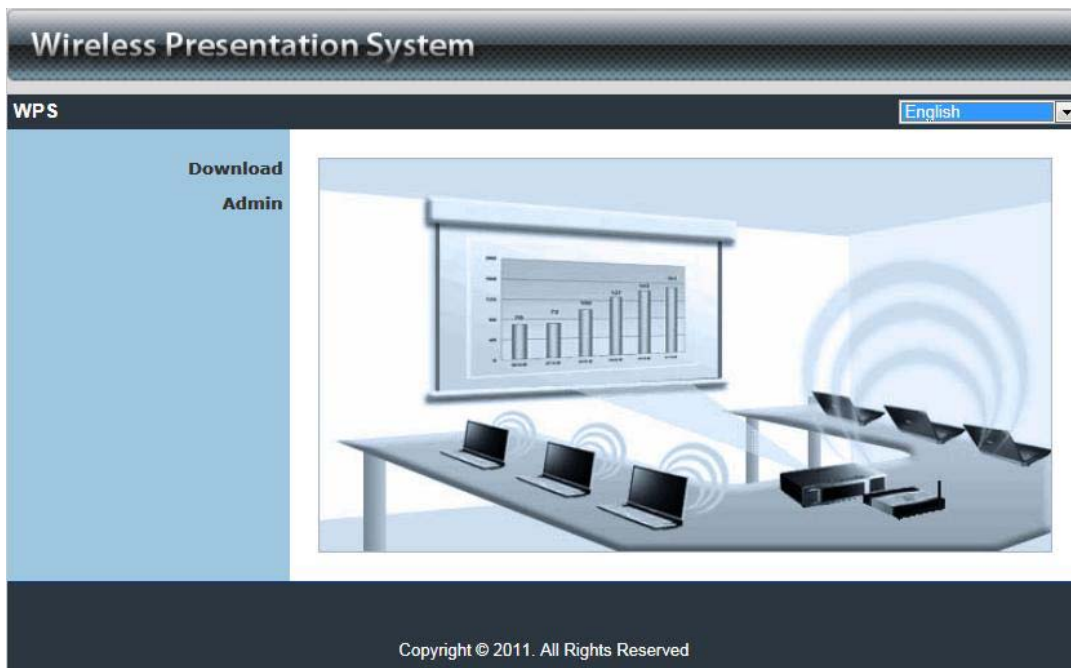 Wireless Presentation System
WPS
English
Download
Admin
Copyright © 2011. All Rights Reserved